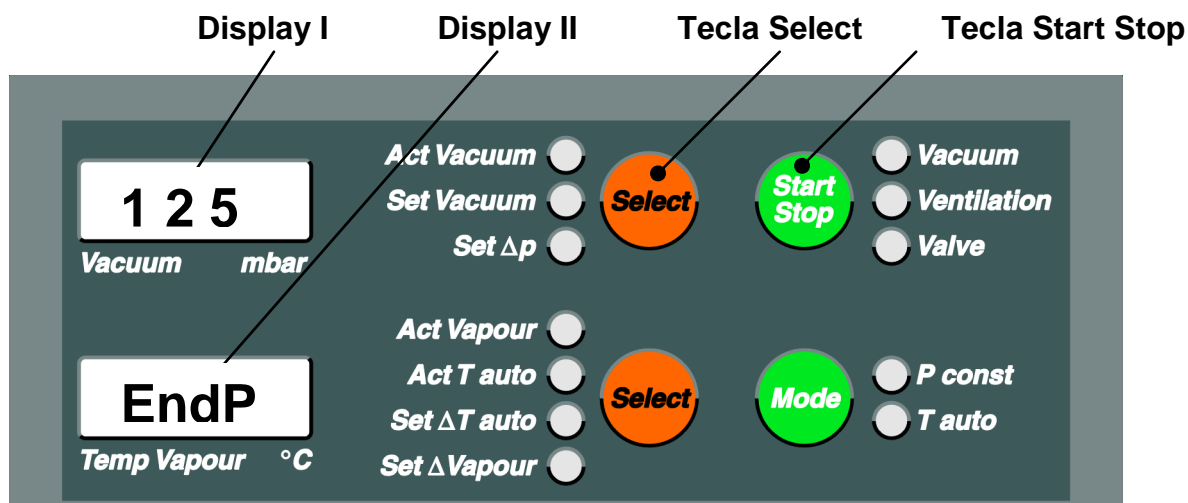 Display I Display II Tecla Select Tecla Start Stop
1 2 5
Vacuum mbar
Act Vacuum
Set Vacuum
Set Δp
Select
Start
Stop
Vacuum
Ventilation
Valve
EndP
Temp Vapour °C
Act Vapour
Act T auto
Set ΔT auto
Set ΔVapour
Select
Mode
P const
T auto